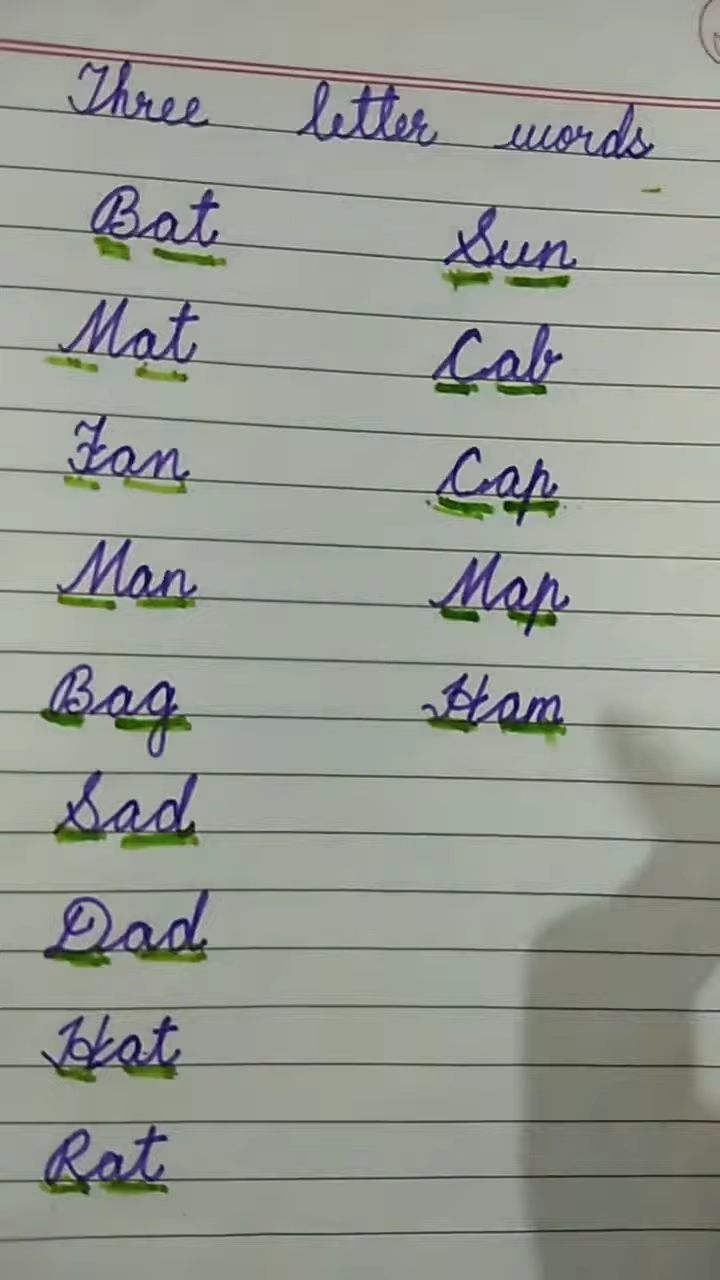 Three letter words
Bat Sun
Mat Cab
Fan Cap
Man Map
Bag Ham
Sad
Dad
Hat
Rat